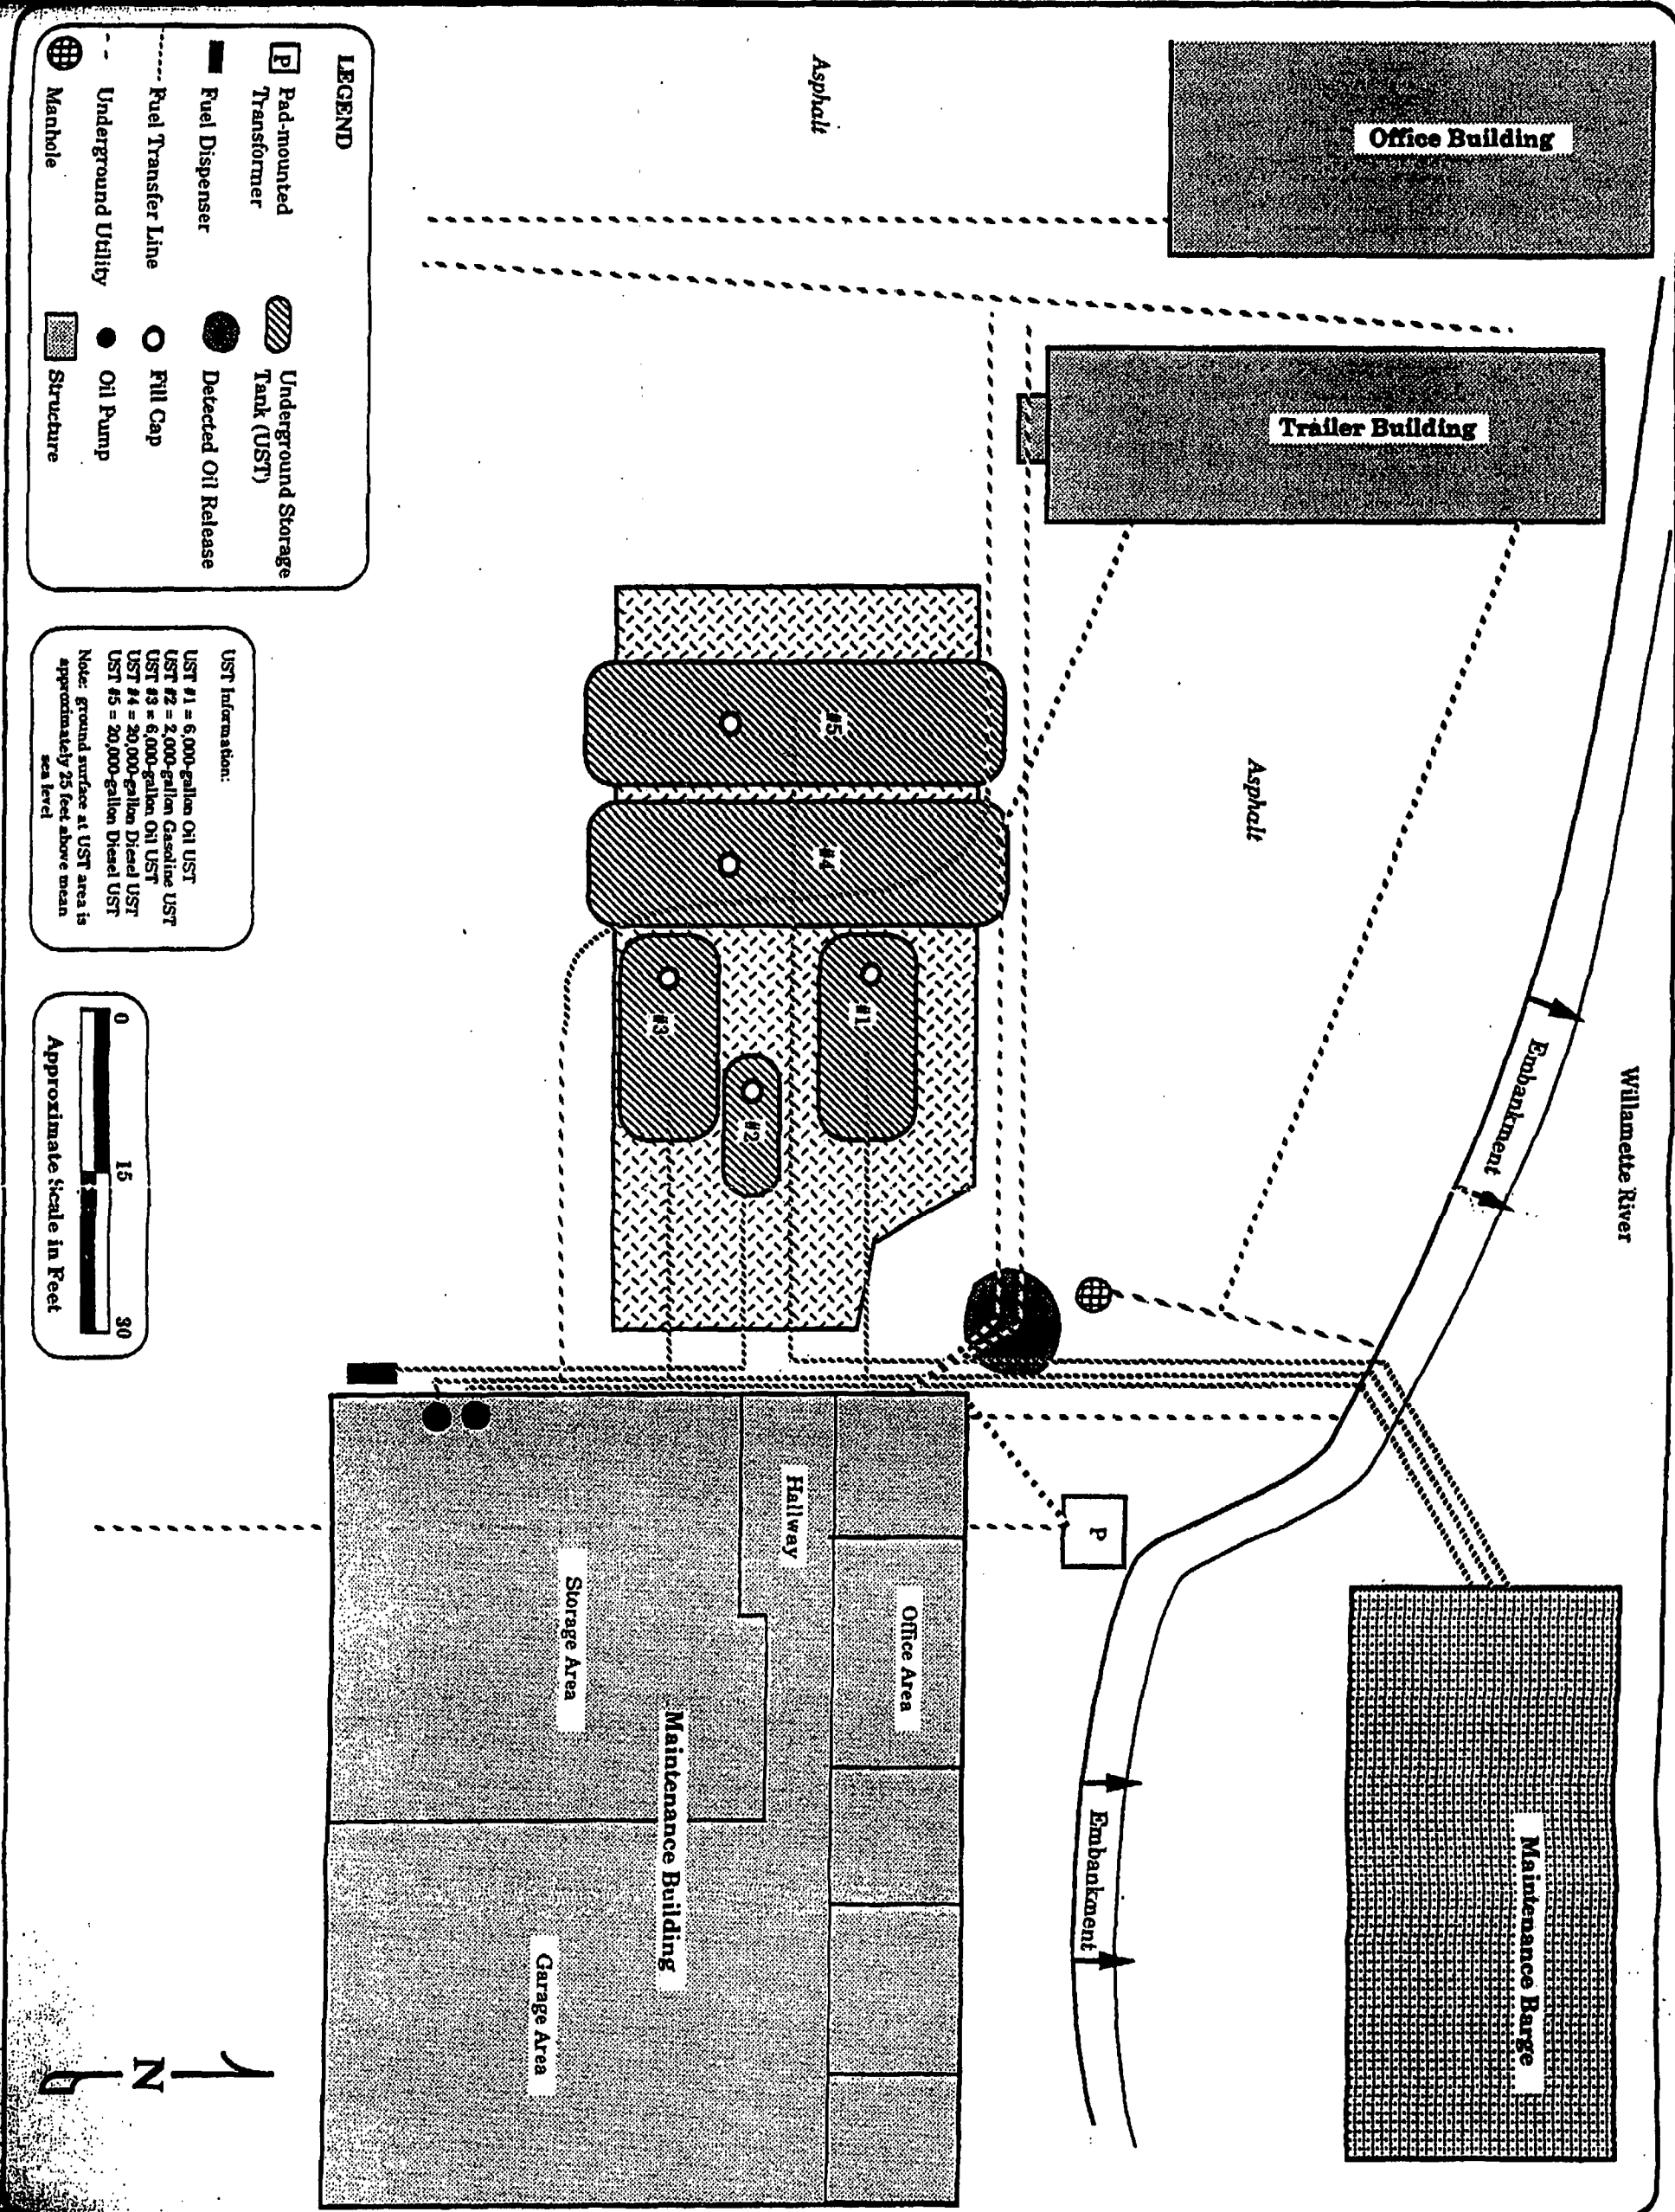 Willamette River
Office Building
Trailer Building
Maintenance Barge
Embankment
Embankment
Asphalt
Asphalt
P
#5
#4
#1
#2
#3
Office Area
Hallway
Maintenance Building
Storage Area
Garage Area
LEGEND
P Pad-mounted
Transformer
Fuel Dispenser
Fuel Transfer Line
Underground Utility
Manhole
Underground Storage
Tank (UST)
Detected Oil Release
Fill Cap
Oil Pump
Structure
UST Information:
UST #1 = 6,000-gallon Oil UST
UST #2 = 2,000-gallon Gasoline UST
UST #3 = 6,000-gallon Oil UST
UST #4 = 20,000-gallon Diesel UST
UST #5 = 20,000-gallon Diesel UST
Note: ground surface at UST area is
approximately 25 feet above mean
sea level
0 15 30
Approximate Scale in Feet
N